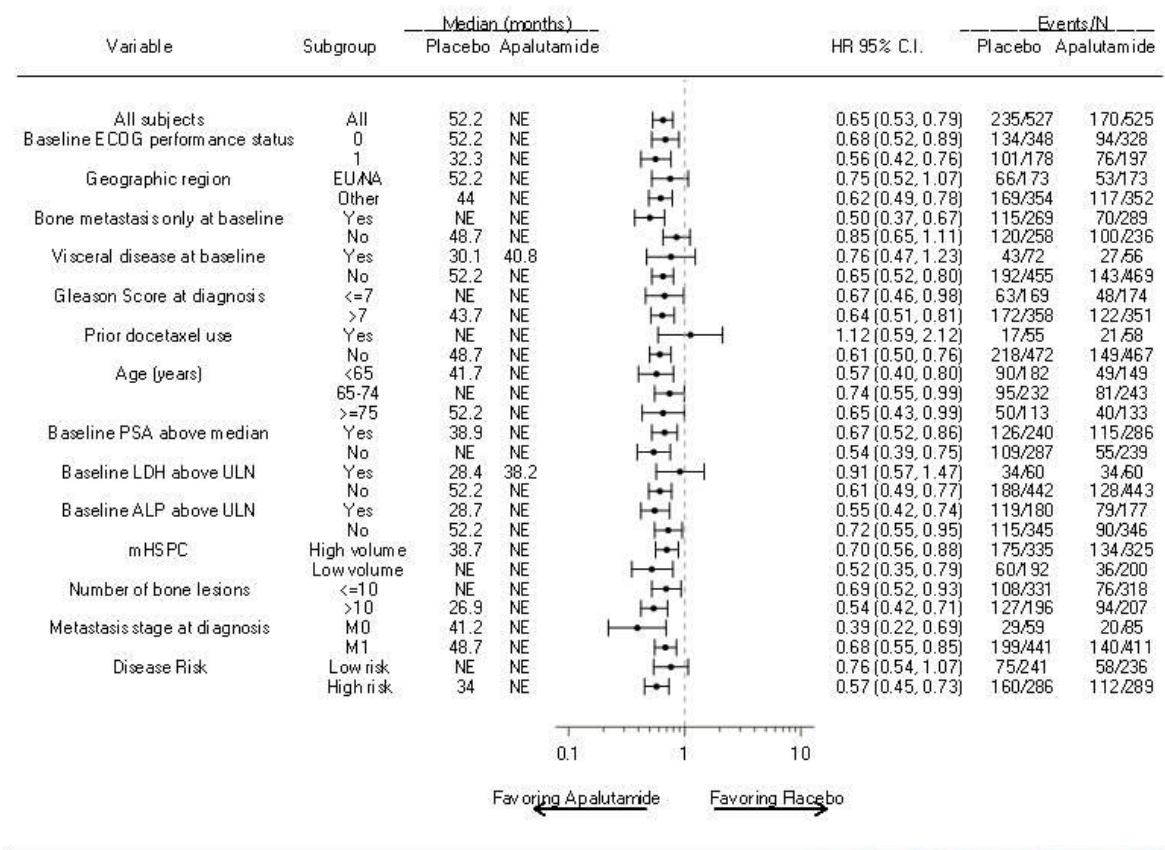 Median (months) Events/N
Variable Subgroup Placebo Apalutamide HR 95% C.I. Placebo Apalutamide
All subjects All 52.2 NE 0.65 (0.53, 0.79) 235/527 170/525
Baseline ECOG performance status 0 52.2 NE 0.68 (0.52, 0.89) 134/348 94/328
1 32.3 NE 0.56 (0.42, 0.76) 101/178 76/197
Geographic region EU/NA 52.2 NE 0.75 (0.52, 1.07) 66/173 53/173
Other 44 NE 0.62 (0.49, 0.78) 169/354 117/352
Bone metastasis only at baseline Yes NE NE 0.50 (0.37, 0.67) 115/269 70/289
No 48.7 NE 0.85 (0.65, 1.11) 120/258 100/236
Visceral disease at baseline Yes 30.1 40.8 0.76 (0.47, 1.23) 43/72 27/56
No 52.2 NE 0.65 (0.52, 0.80) 192/455 143/469
Gleason Score at diagnosis <=7 NE NE 0.67 (0.46, 0.98) 63/169 48/174
>7 43.7 NE 0.64 (0.51, 0.81) 172/358 122/351
Prior docetaxel use Yes NE NE 1.12 (0.59, 2.12) 17/55 21/58
No 48.7 NE 0.61 (0.50, 0.76) 218/472 149/467
Age (years) <65 41.7 NE 0.57 (0.40, 0.80) 90/182 49/149
65-74 NE NE 0.74 (0.55, 0.99) 95/232 81/243
>=75 52.2 NE 0.65 (0.43, 0.99) 50/113 40/133
Baseline PSA above median Yes 38.9 NE 0.67 (0.52, 0.86) 126/240 115/286
No NE NE 0.54 (0.39, 0.75) 109/287 55/239
Baseline LDH above ULN Yes 28.4 38.2 0.91 (0.57, 1.47) 34/60 34/60
No 52.2 NE 0.61 (0.49, 0.77) 188/442 128/443
Baseline ALP above ULN Yes 28.7 NE 0.55 (0.42, 0.74) 119/180 79/177
No 52.2 NE 0.72 (0.55, 0.95) 115/345 90/346
mHSPC High volume 38.7 NE 0.70 (0.56, 0.88) 175/335 134/325
Low volume NE NE 0.52 (0.35, 0.79) 60/192 36/200
Number of bone lesions <=10 NE NE 0.69 (0.52, 0.93) 108/331 76/318
>10 26.9 NE 0.54 (0.42, 0.71) 127/196 94/207
Metastasis stage at diagnosis M0 41.2 NE 0.39 (0.22, 0.69) 29/59 20/85
M1 48.7 NE 0.68 (0.55, 0.85) 199/441 140/411
Disease Risk Low risk NE NE 0.76 (0.54, 1.07) 75/241 58/236
High risk 34 NE 0.57 (0.45, 0.73) 160/286 112/289
0.1 1 10
Favoring Apalutamide Favoring Placebo